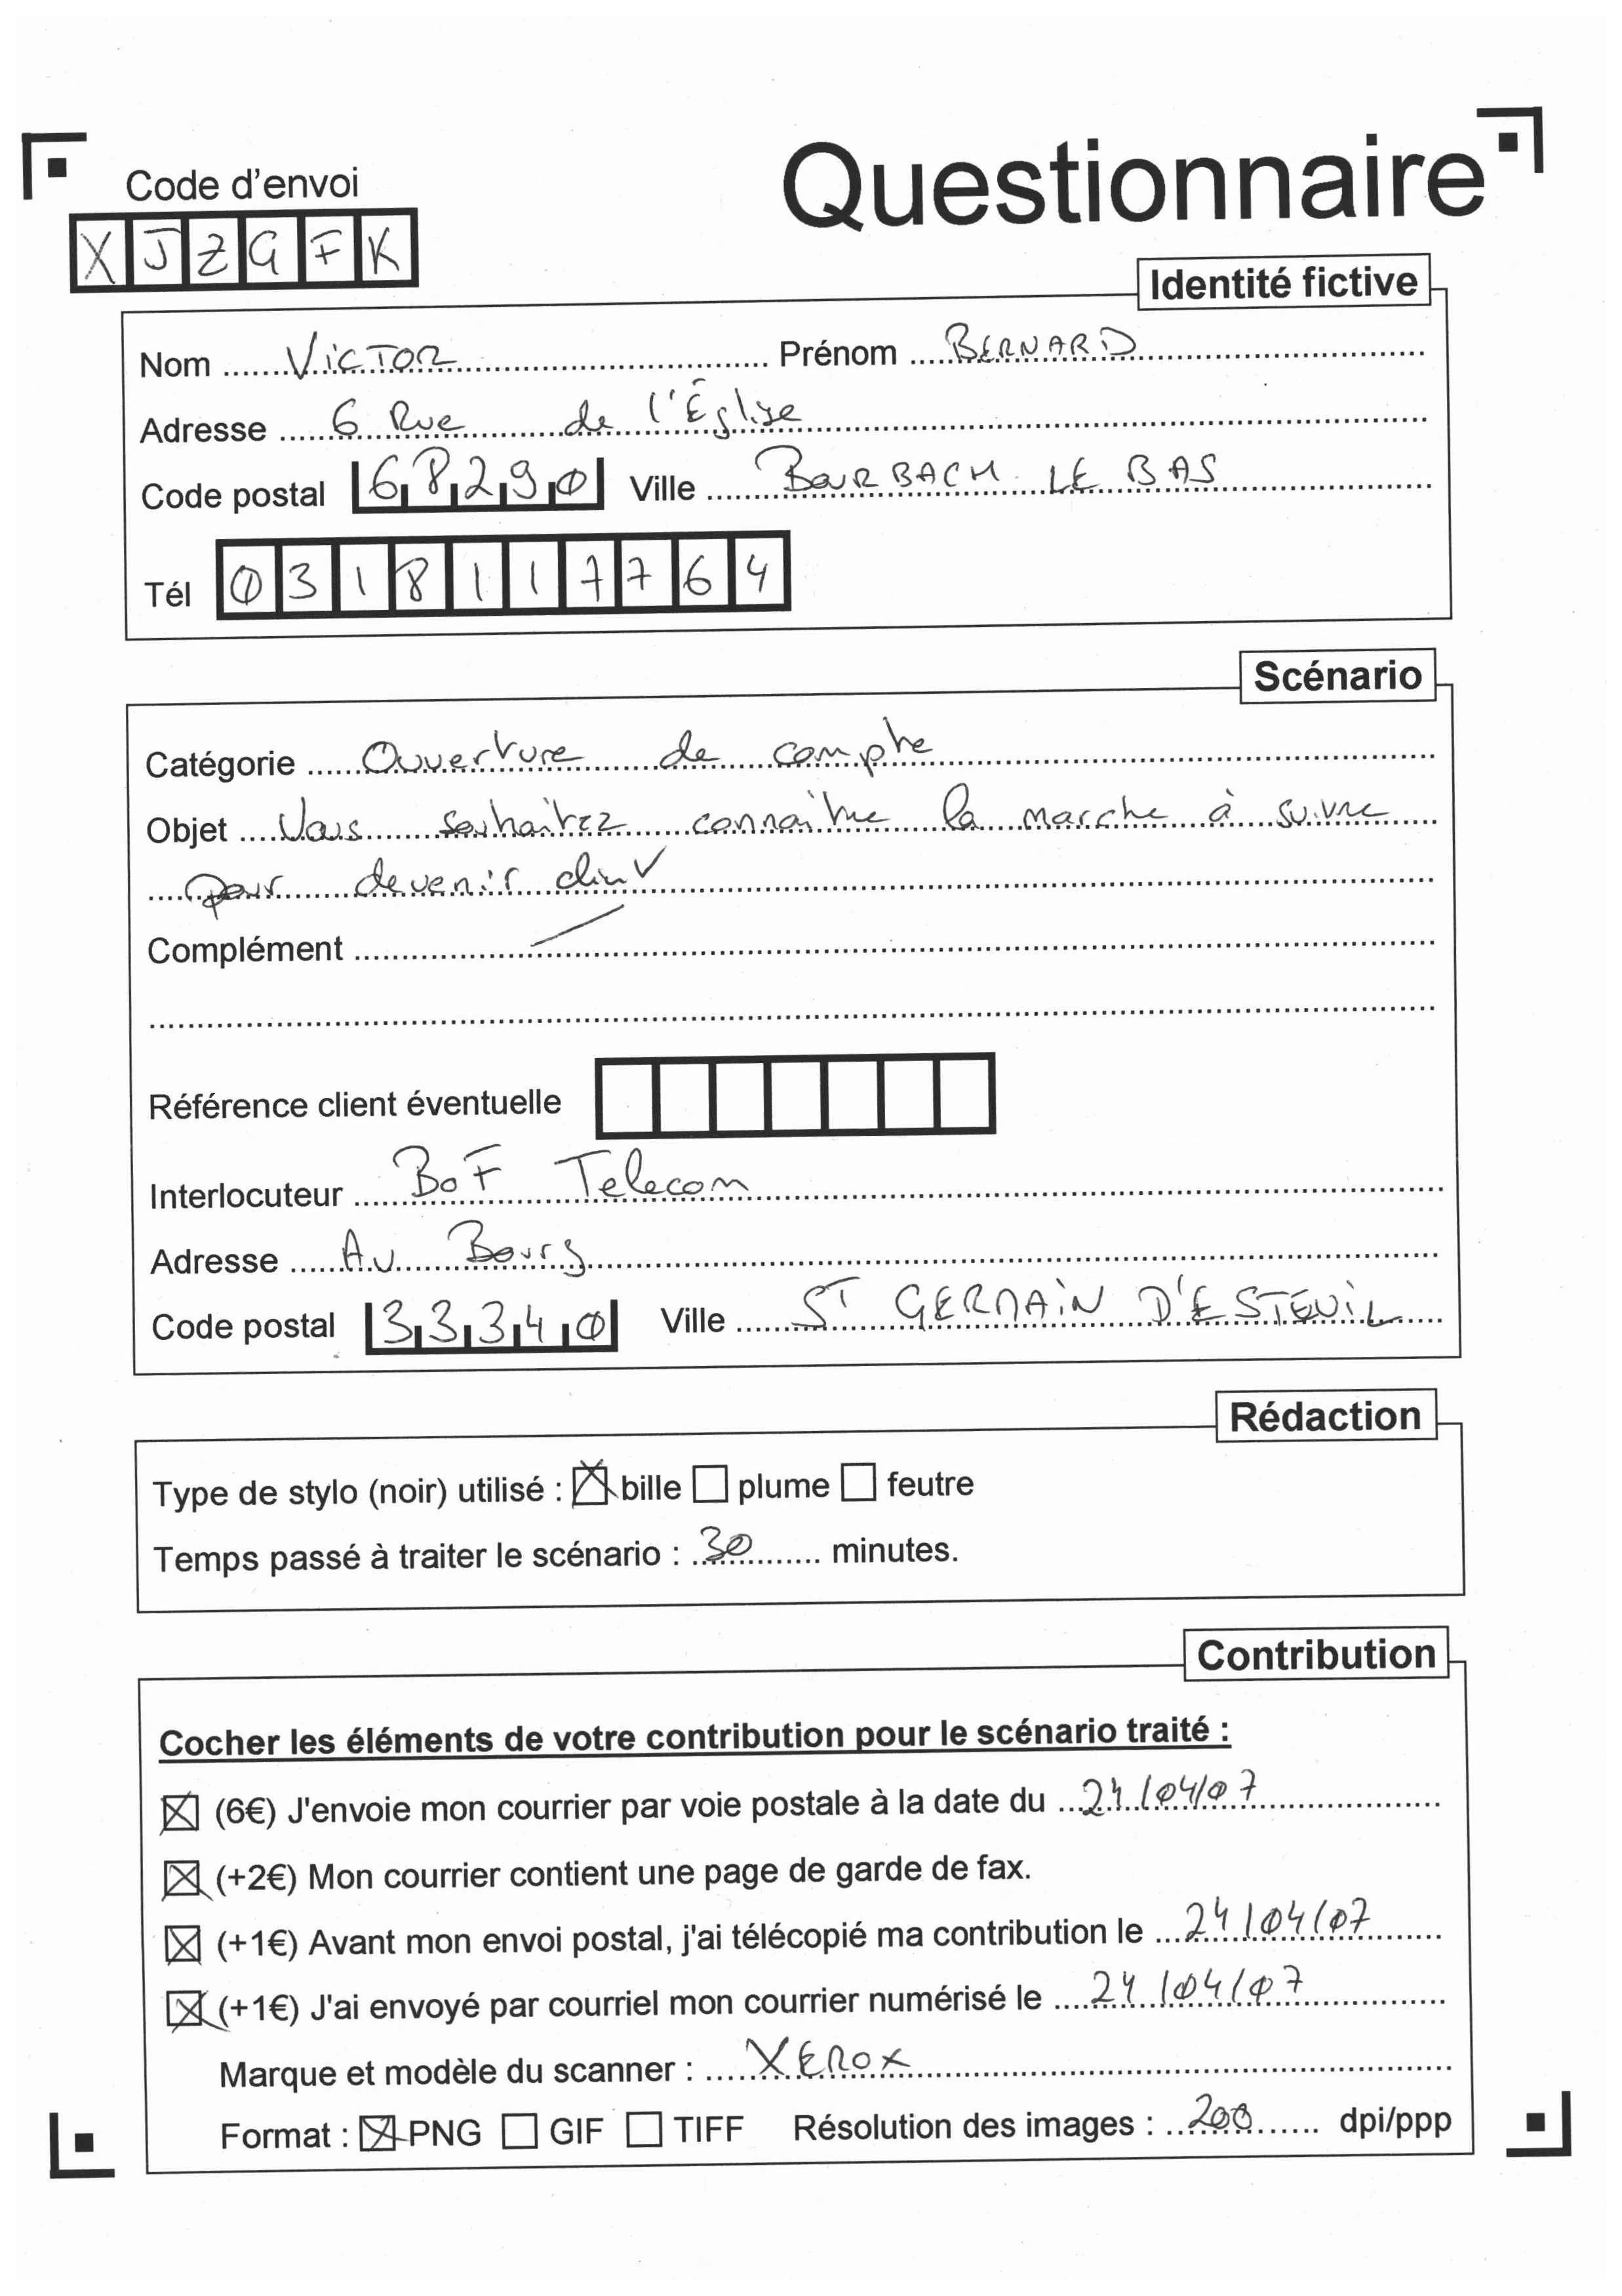 Questionnaire
Code d'envoi
XJZGFK
Identité fictive
Nom ...... VICTOR ...... Prénom ...... BERNARD ......
Adresse ...... 6 Rue de l'Église ......
Code postal 68290 Ville ...... BOURBACH LE BAS ......
Tél 0318117764
Scénario
Catégorie ...... Ouverture de compte ......
Objet ...... Vous souhaitez connaître la marche à suivre ......
...... pour devenir client ......
Complément ...... / ......
Référence client éventuelle
Interlocuteur ...... BoF Telecom ......
Adresse ...... Au Bourg ......
Code postal 33340 Ville ...... ST GERMAIN D'ESTEUIL ......
Rédaction
Type de stylo (noir) utilisé : ☒ bille ☐ plume ☐ feutre
Temps passé à traiter le scénario : 30 ...... minutes.
Contribution
Cocher les éléments de votre contribution pour le scénario traité :
☒ (6€) J'envoie mon courrier par voie postale à la date du ... 24/04/07 ......
☒ (+2€) Mon courrier contient une page de garde de fax.
☒ (+1€) Avant mon envoi postal, j'ai télécopié ma contribution le ... 24/04/07 ......
☒ (+1€) J'ai envoyé par courriel mon courrier numérisé le ... 24/04/07 ......
Marque et modèle du scanner : ...... XEROX ......
Format : ☒ PNG ☐ GIF ☐ TIFF Résolution des images : ... 200 ...... dpi/ppp